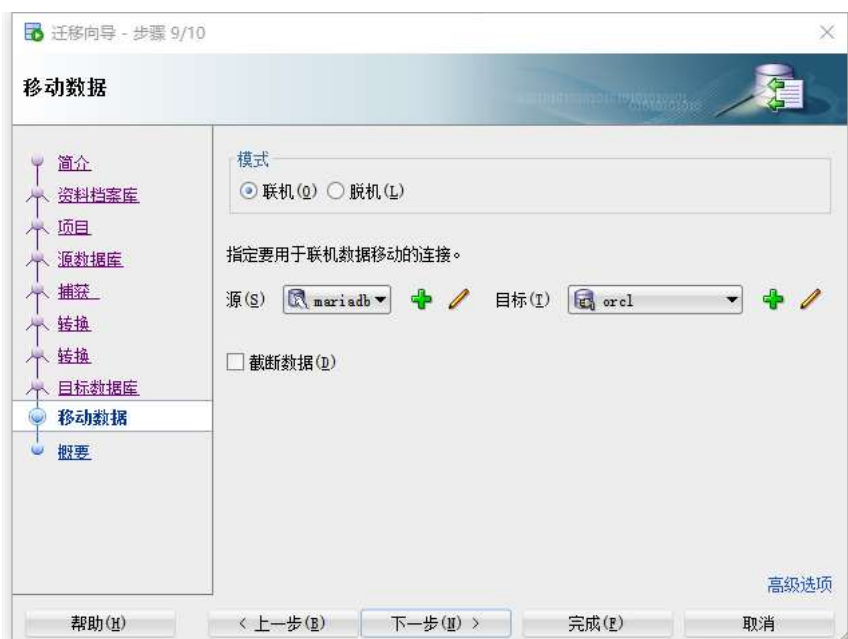 迁移向导 - 步骤 9/10
移动数据
简介
资料档案库
项目
源数据库
捕获
转换
转换
目标数据库
移动数据
概要
模式
联机(O) 脱机(L)
指定要用于联机数据移动的连接。
源(S) mariadb 目标(T) orcl
截断数据(D)
高级选项
帮助(H) < 上一步(B) 下一步(N) > 完成(F) 取消